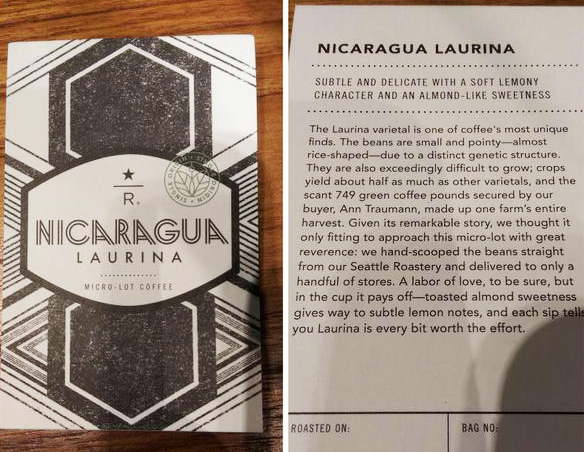 ★
R.
NICARAGUA
LAURINA
MICRO-LOT COFFEE
NICARAGUA LAURINA
SUBTLE AND DELICATE WITH A SOFT LEMONY
CHARACTER AND AN ALMOND-LIKE SWEETNESS
The Laurina varietal is one of coffee's most unique
finds. The beans are small and pointy—almost
rice-shaped—due to a distinct genetic structure.
They are also exceedingly difficult to grow; crops
yield about half as much as other varietals, and the
scant 749 green coffee pounds secured by our
buyer, Ann Traumann, made up one farm's entire
harvest. Given its remarkable story, we thought it
only fitting to approach this micro-lot with great
reverence: we hand-scooped the beans straight
from our Seattle Roastery and delivered to only a
handful of stores. A labor of love, to be sure, but
in the cup it pays off—toasted almond sweetness
gives way to subtle lemon notes, and each sip tells
you Laurina is every bit worth the effort.
ROASTED ON:
BAG NO: